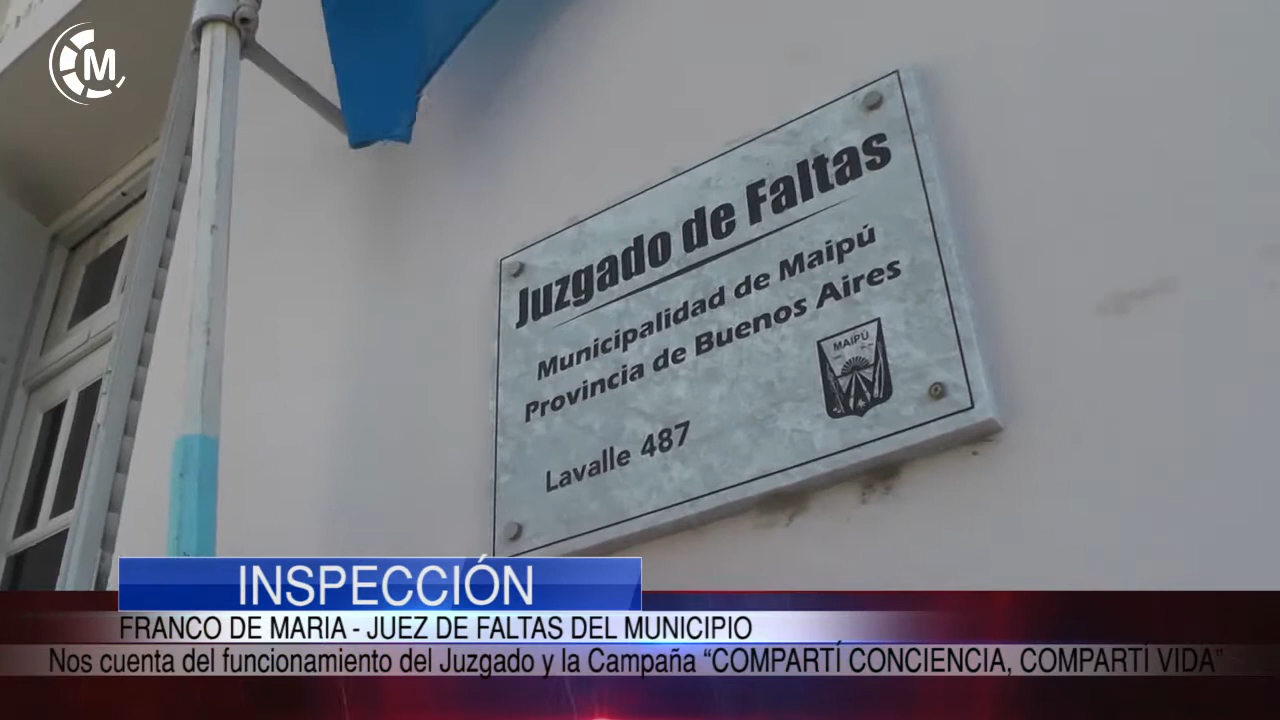 M
Juzgado de Faltas
Municipalidad de Maipú
Provincia de Buenos Aires
MAIPÚ
Lavalle 487
INSPECCIÓN
FRANCO DE MARIA - JUEZ DE FALTAS DEL MUNICIPIO
Nos cuenta del funcionamiento del Juzgado y la Campaña “COMPARTÍ CONCIENCIA, COMPARTÍ VIDA”